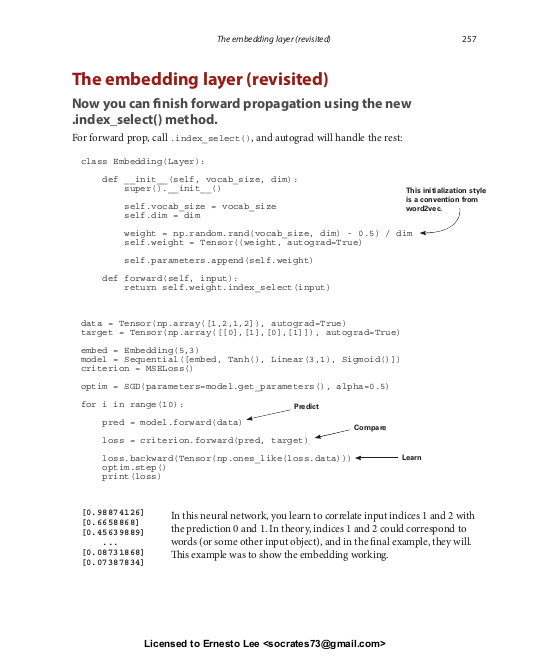 The embedding layer (revisited)
257
The embedding layer (revisited)
Now you can finish forward propagation using the new
.index_select() method.
For forward prop, call .index_select(), and autograd will handle the rest:
class Embedding(Layer):
    def __init__(self, vocab_size, dim):
        super().__init__()
        self.vocab_size = vocab_size
        self.dim = dim
This initialization style
is a convention from
word2vec.
        weight = np.random.rand(vocab_size, dim) - 0.5) / dim
        self.weight = Tensor((weight, autograd=True)
        self.parameters.append(self.weight)
    def forward(self, input):
        return self.weight.index_select(input)
data = Tensor(np.array([1,2,1,2]), autograd=True)
target = Tensor(np.array([[0],[1],[0],[1]]), autograd=True)
embed = Embedding(5,3)
model = Sequential([embed, Tanh(), Linear(3,1), Sigmoid()])
criterion = MSELoss()
optim = SGD(parameters=model.get_parameters(), alpha=0.5)
for i in range(10):
Predict
    pred = model.forward(data)
Compare
    loss = criterion.forward(pred, target)
    loss.backward(Tensor(np.ones_like(loss.data)))
Learn
    optim.step()
    print(loss)
[0.98874126]
[0.6658868]
[0.45639889]
...
[0.08731868]
[0.07387834]
In this neural network, you learn to correlate input indices 1 and 2 with
the prediction 0 and 1. In theory, indices 1 and 2 could correspond to
words (or some other input object), and in the final example, they will.
This example was to show the embedding working.
Licensed to Ernesto Lee <socrates73@gmail.com>